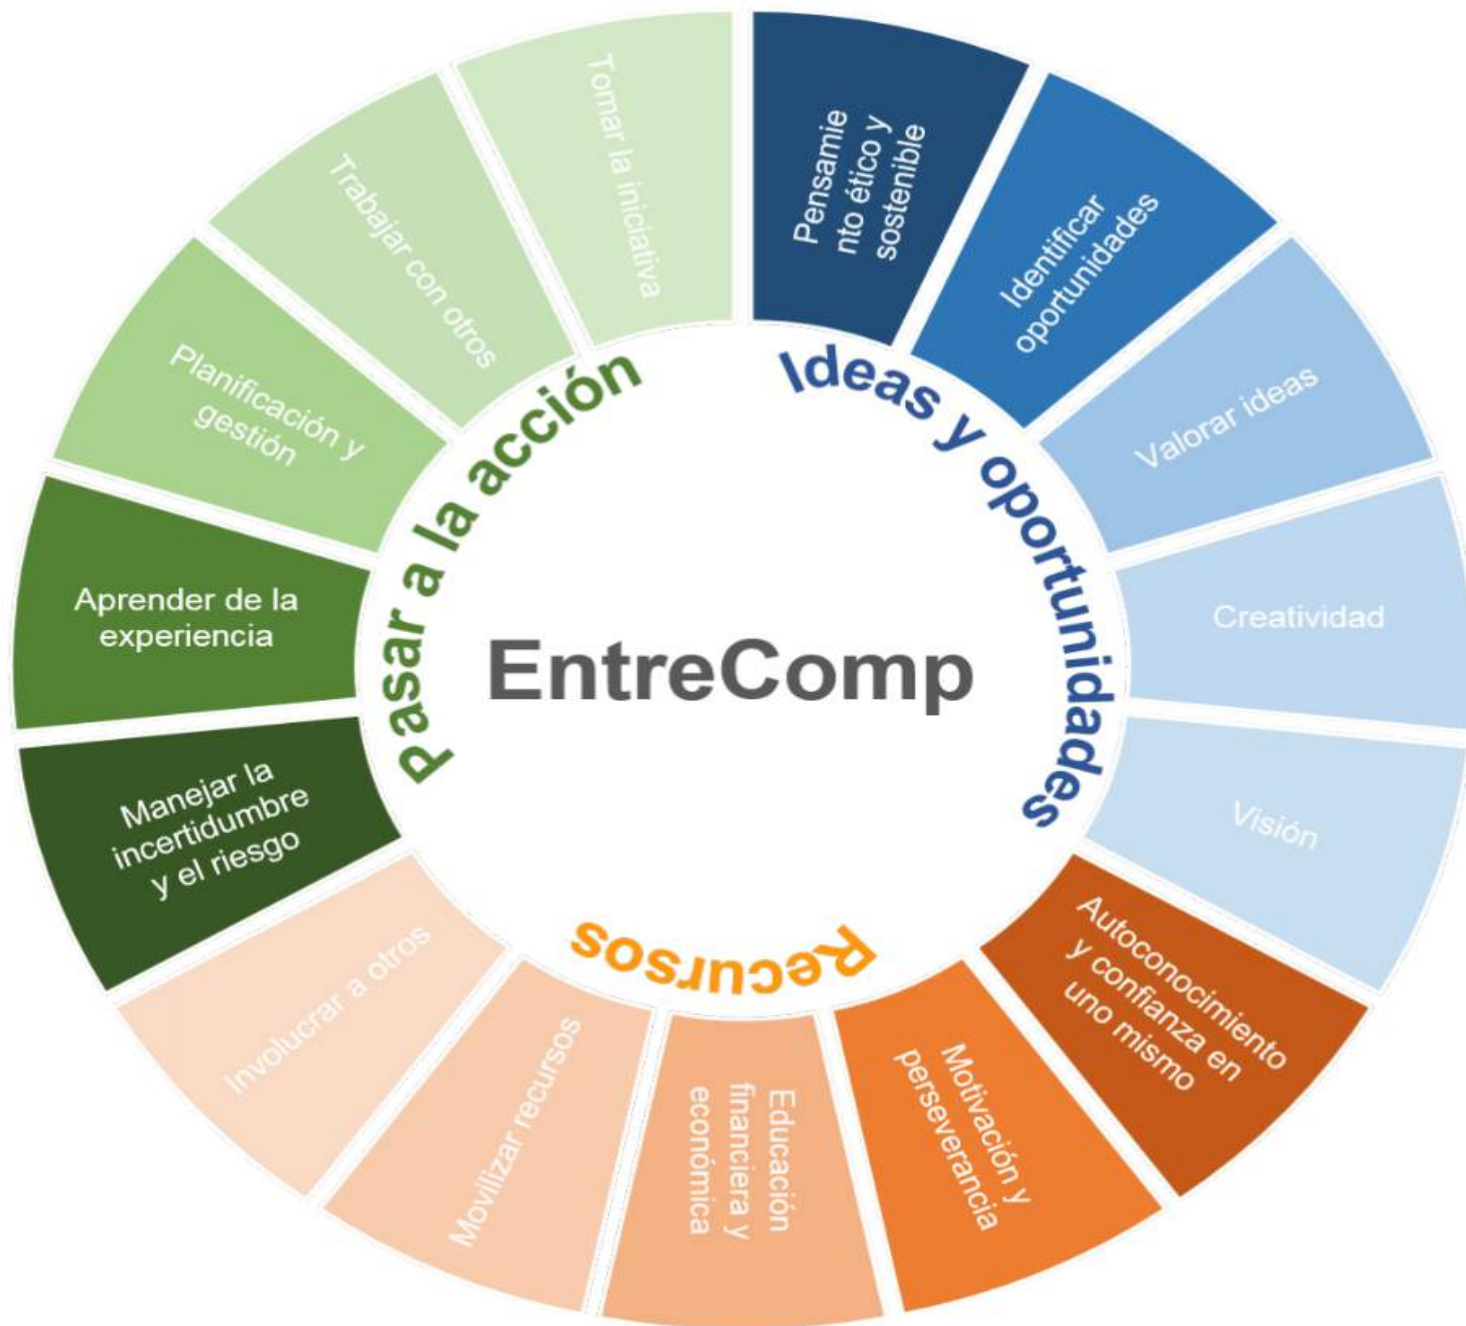 Tomar la iniciativa
Pensamie
nto ético y
sostenible
Identificar
oportunidades
Valorar ideas
Creatividad
Visión
Autoconocimiento
y confianza en
uno mismo
Motivación y
perseverancia
Educación
financiera y
económica
Movilizar recursos
Involucrar a otros
Manejar la
incertidumbre
y el riesgo
Aprender de la
experiencia
Planificación y
gestión
Trabajar con otros
Pasar a la acción
Ideas y oportunidades
Recursos
EntreComp